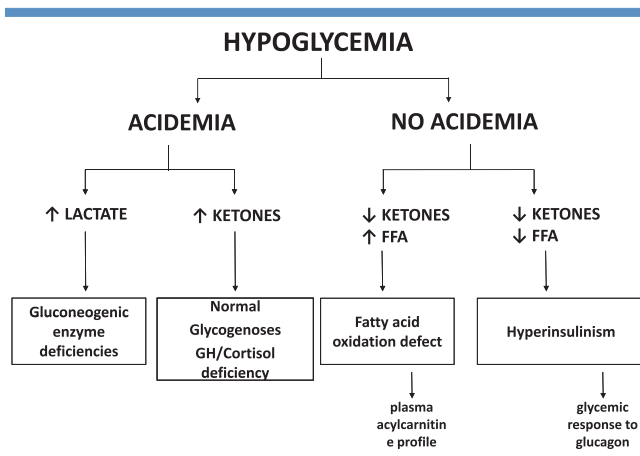 HYPOGLYCEMIA
ACIDEMIA
NO ACIDEMIA
↑ LACTATE
↑ KETONES
↓ KETONES
↑ FFA
↓ KETONES
↓ FFA
Gluconeogenic
enzyme
deficiencies
Normal
Glycogenoses
GH/Cortisol
deficiency
Fatty acid
oxidation defect
Hyperinsulinism
plasma
acylcarnitin
e profile
glycemic
response to
glucagon